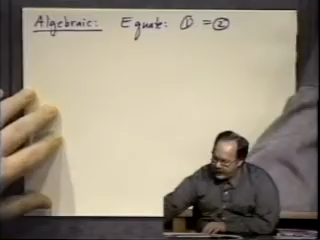 Algebraic: Equate: ① = ②